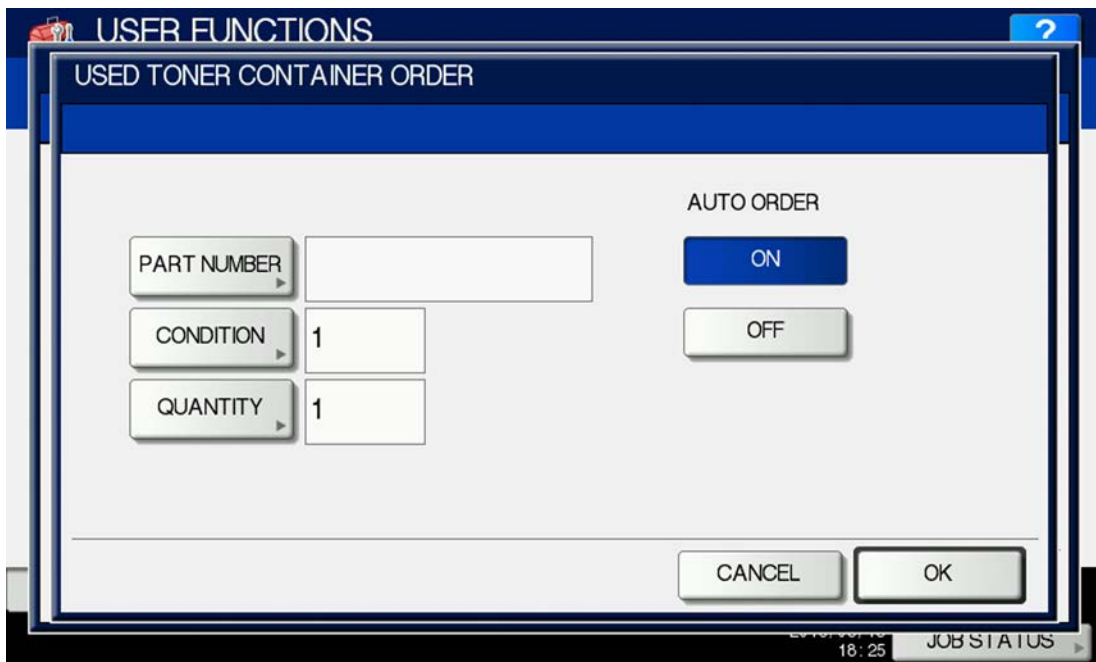 USER FUNCTIONS
?
USED TONER CONTAINER ORDER
AUTO ORDER
PART NUMBER
ON
CONDITION
1
OFF
QUANTITY
1
CANCEL
OK
18:25
JOB STATUS